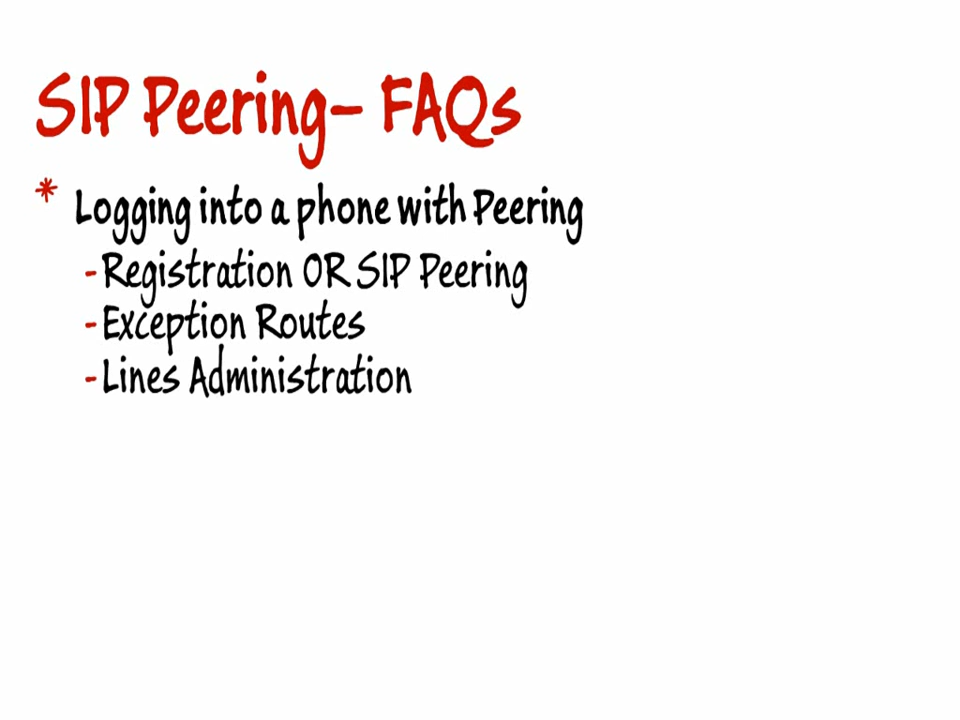 SIP Peering- FAQs
* Logging into a phone with Peering
- Registration OR SIP Peering
- Exception Routes
- Lines Administration